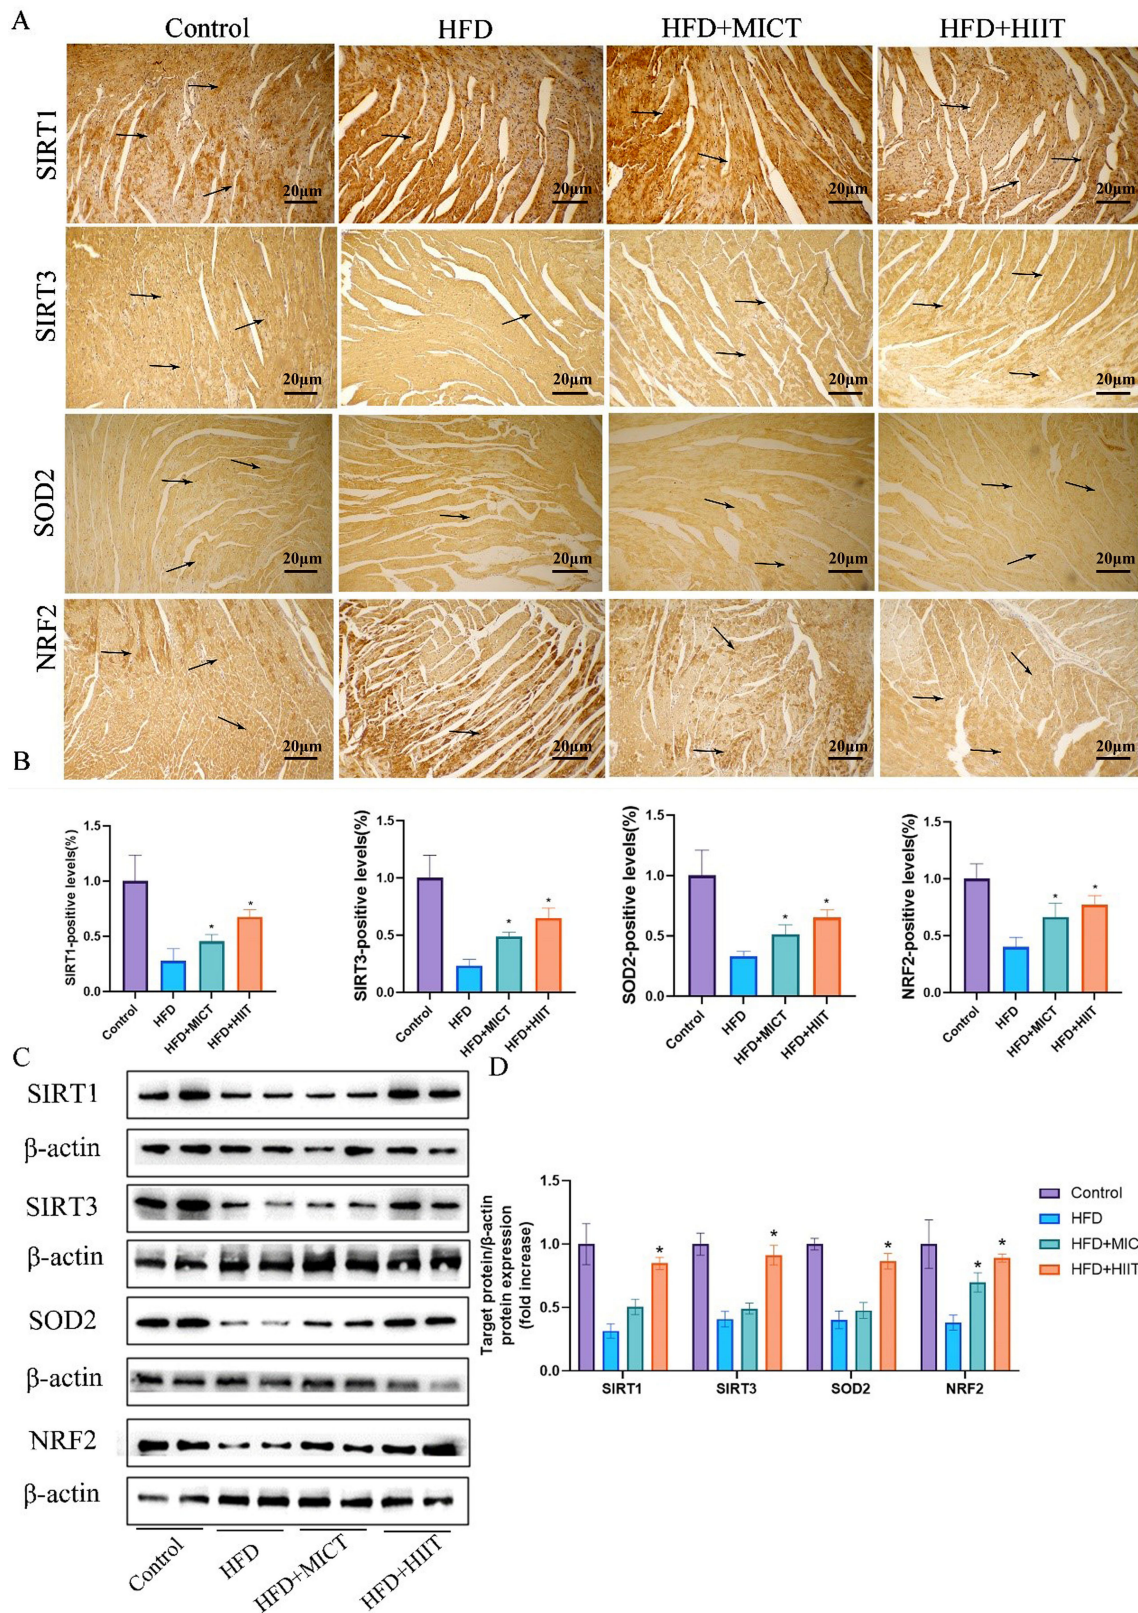 A
Control HFD HFD+MICT HFD+HIIT
SIRT1
20μm 20μm 20μm 20μm
SIRT3
20μm 20μm 20μm 20μm
SOD2
20μm 20μm 20μm 20μm
NRF2
20μm 20μm 20μm 20μm
B
SIRT1-positive levels(%)
1.5
1.0
0.5
0.0
* *
Control HFD HFD+MICT HFD+HIIT
SIRT3-positive levels(%)
1.5
1.0
0.5
0.0
* *
Control HFD HFD+MICT HFD+HIIT
SOD2-positive levels(%)
1.5
1.0
0.5
0.0
* *
Control HFD HFD+MICT HFD+HIIT
NRF2-positive levels(%)
1.5
1.0
0.5
0.0
* *
Control HFD HFD+MICT HFD+HIIT
C
SIRT1
β-actin
SIRT3
β-actin
SOD2
β-actin
NRF2
β-actin
Control HFD HFD+MICT HFD+HIIT
D
Target protein/β-actin
protein expression
(fold increase)
1.5
1.0
0.5
0.0
* * * * *
SIRT1 SIRT3 SOD2 NRF2
Control
HFD
HFD+MIC
HFD+HIIT